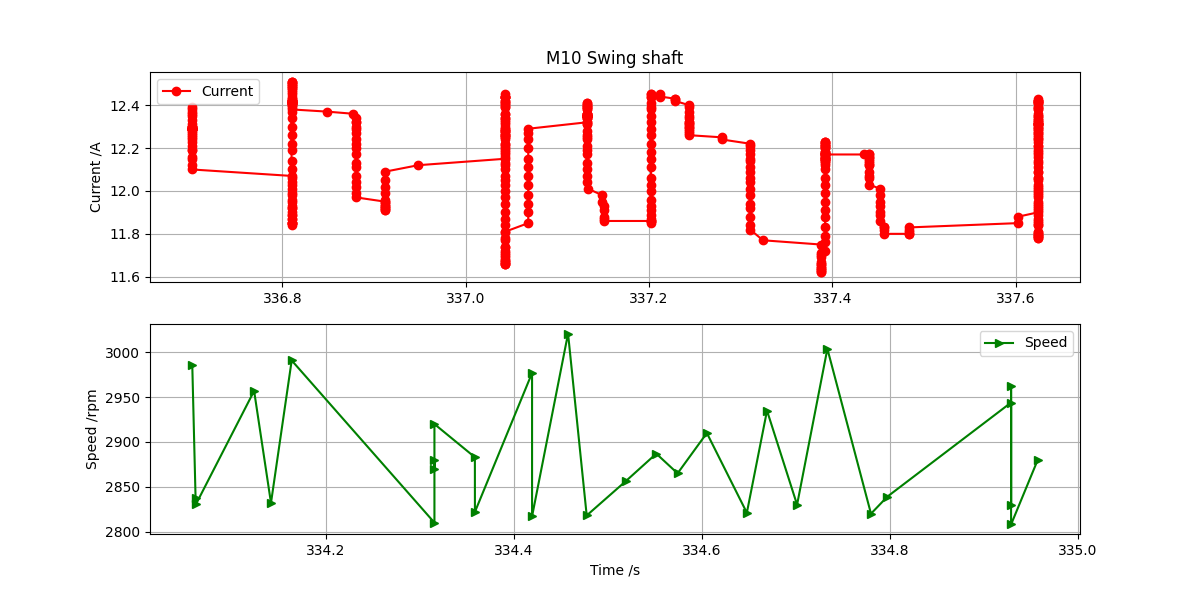 M10 Swing shaft
Current
Current /A
12.4
12.2
12.0
11.8
11.6
336.8 337.0 337.2 337.4 337.6
Speed
Speed /rpm
3000
2950
2900
2850
2800
334.2 334.4 334.6 334.8 335.0
Time /s